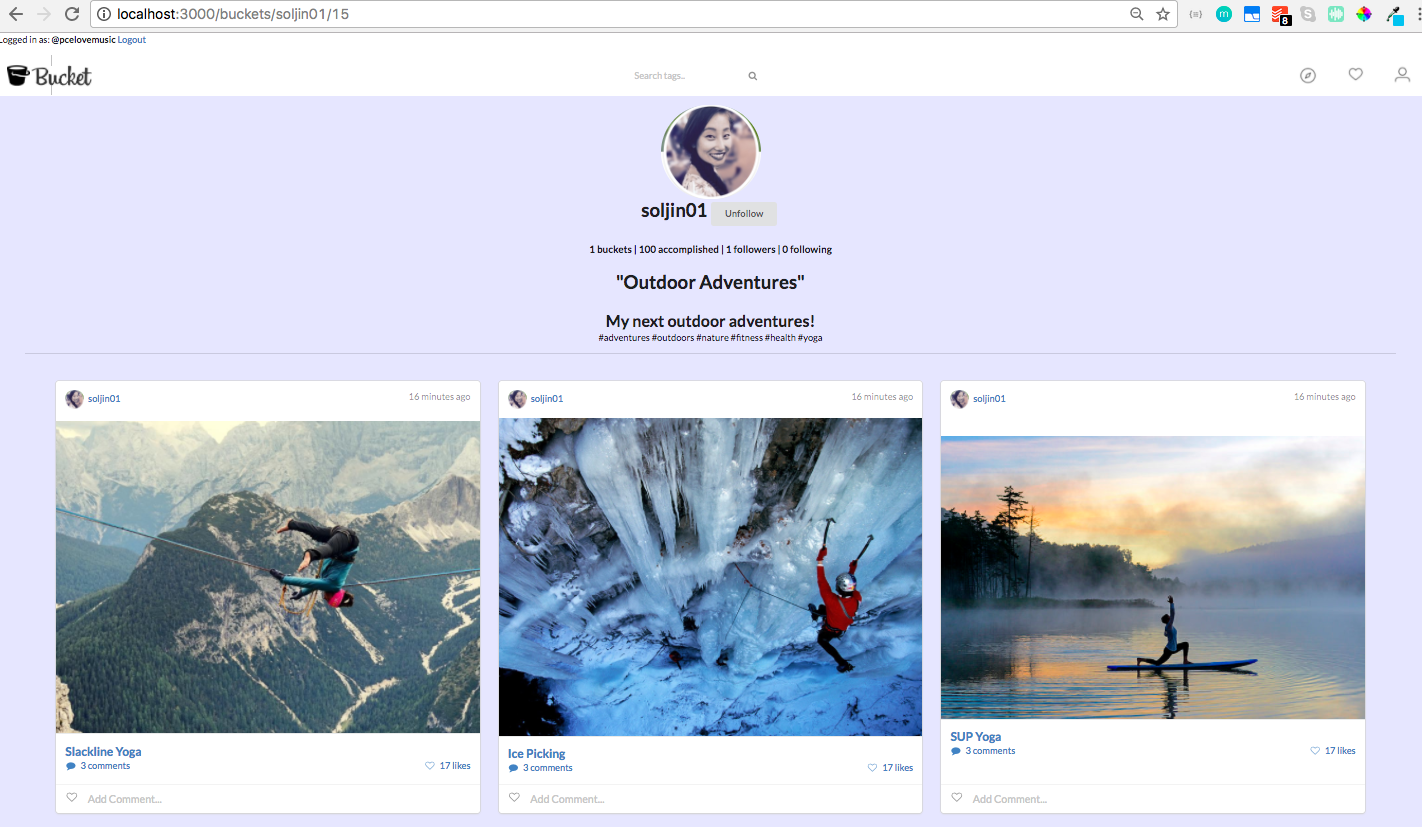 localhost:3000/buckets/soljin01/15
{=} m 8
Logged in as: @pcelovemusic Logout
Bucket
Search tags..
soljin01 Unfollow
1 buckets | 100 accomplished | 1 followers | 0 following
"Outdoor Adventures"
My next outdoor adventures!
#adventures #outdoors #nature #fitness #health #yoga
soljin01 16 minutes ago
Slackline Yoga
3 comments 17 likes
Add Comment...
soljin01 16 minutes ago
Ice Picking
3 comments 17 likes
Add Comment...
soljin01 16 minutes ago
SUP Yoga
3 comments 17 likes
Add Comment...